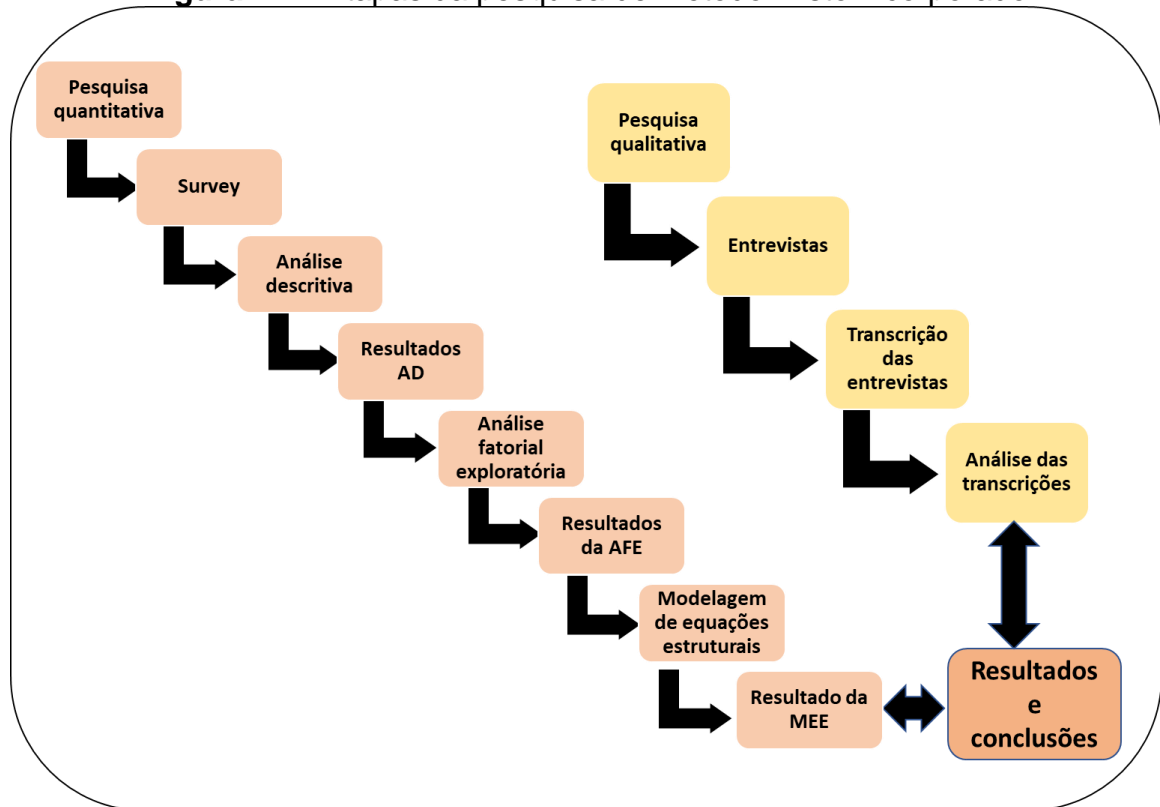 Pesquisa
quantitativa
Survey
Análise
descritiva
Resultados
AD
Análise
fatorial
exploratória
Resultados
da AFE
Modelagem
de equações
estruturais
Resultado da
MEE
Pesquisa
qualitativa
Entrevistas
Transcrição
das
entrevistas
Análise das
transcrições
Resultados
e
conclusões